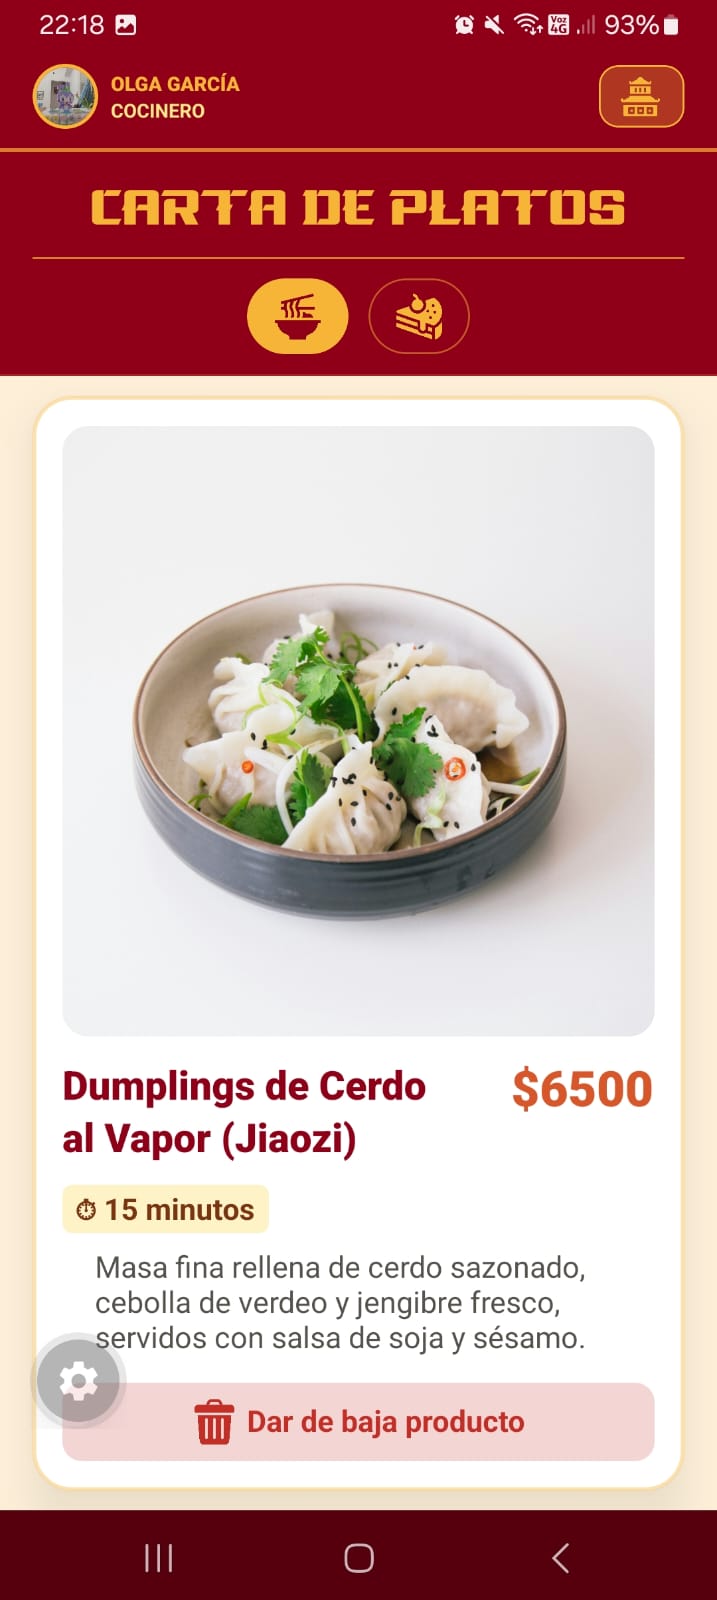 22:18
Voz
4G
93%
OLGA GARCÍA
COCINERO
CARTA DE PLATOS
Dumplings de Cerdo
al Vapor (Jiaozi)
$6500
15 minutos
Masa fina rellena de cerdo sazonado,
cebolla de verdeo y jengibre fresco,
servidos con salsa de soja y sésamo.
Dar de baja producto